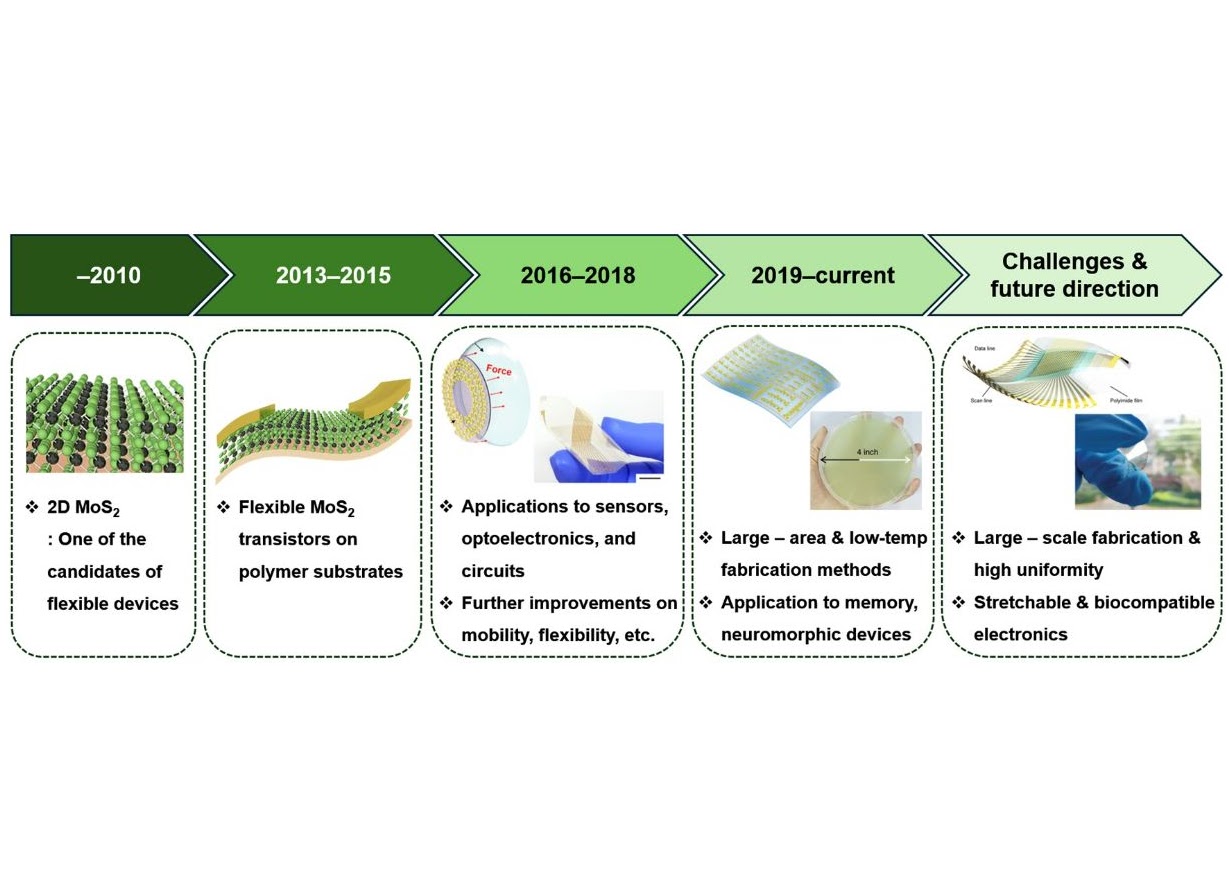 –2010
2013–2015
2016–2018
2019–current
Challenges &
future direction
❖ 2D MoS₂
: One of the
candidates of
flexible devices
❖ Flexible MoS₂
transistors on
polymer substrates
Force
❖ Applications to sensors,
optoelectronics, and
circuits
❖ Further improvements on
mobility, flexibility, etc.
4 inch
❖ Large – area & low-temp
fabrication methods
❖ Application to memory,
neuromorphic devices
Data line
Scan line
Polyimide film
❖ Large – scale fabrication &
high uniformity
❖ Stretchable & biocompatible
electronics